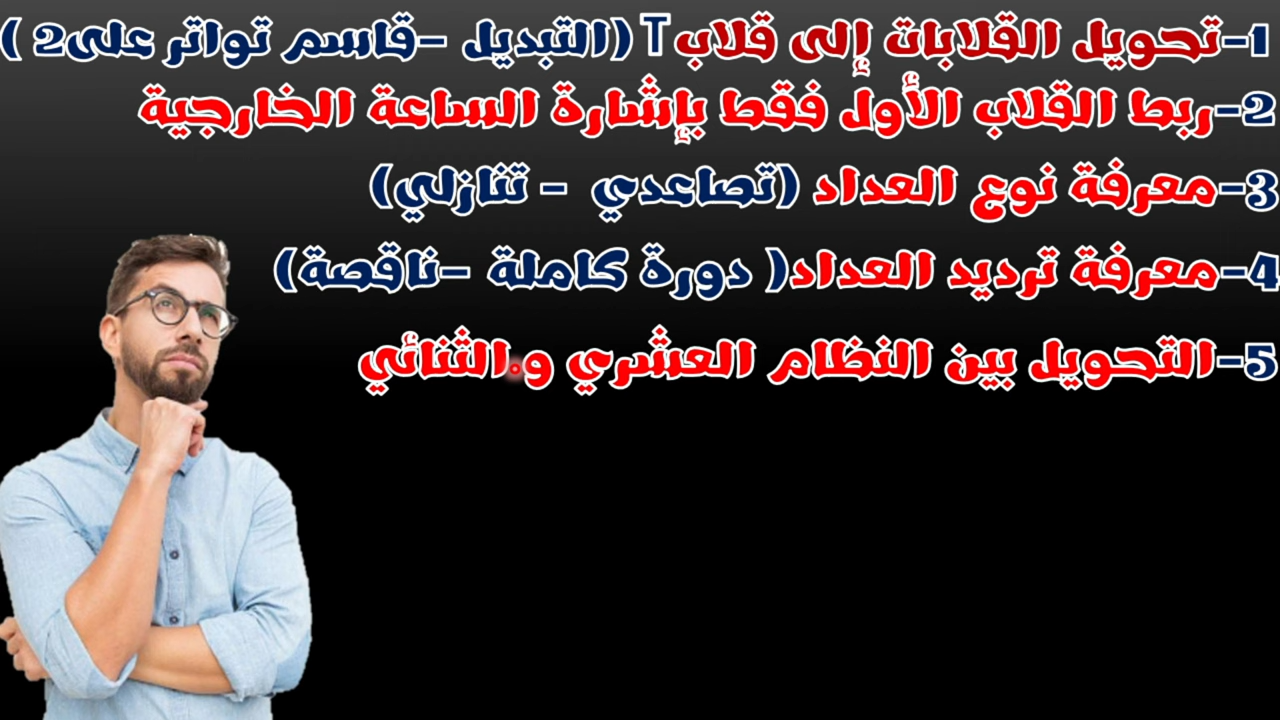 1-تحويل القلابات إلى قلاب T (التبديل -قاسم تواتر على2 )
2-ربط القلاب الأول فقط بإشارة الساعة الخارجية
3-معرفة نوع العداد (تصاعدي - تنازلي)
4-معرفة ترديد العداد( دورة كاملة -ناقصة)
5-التحويل بين النظام العشري و الثنائي